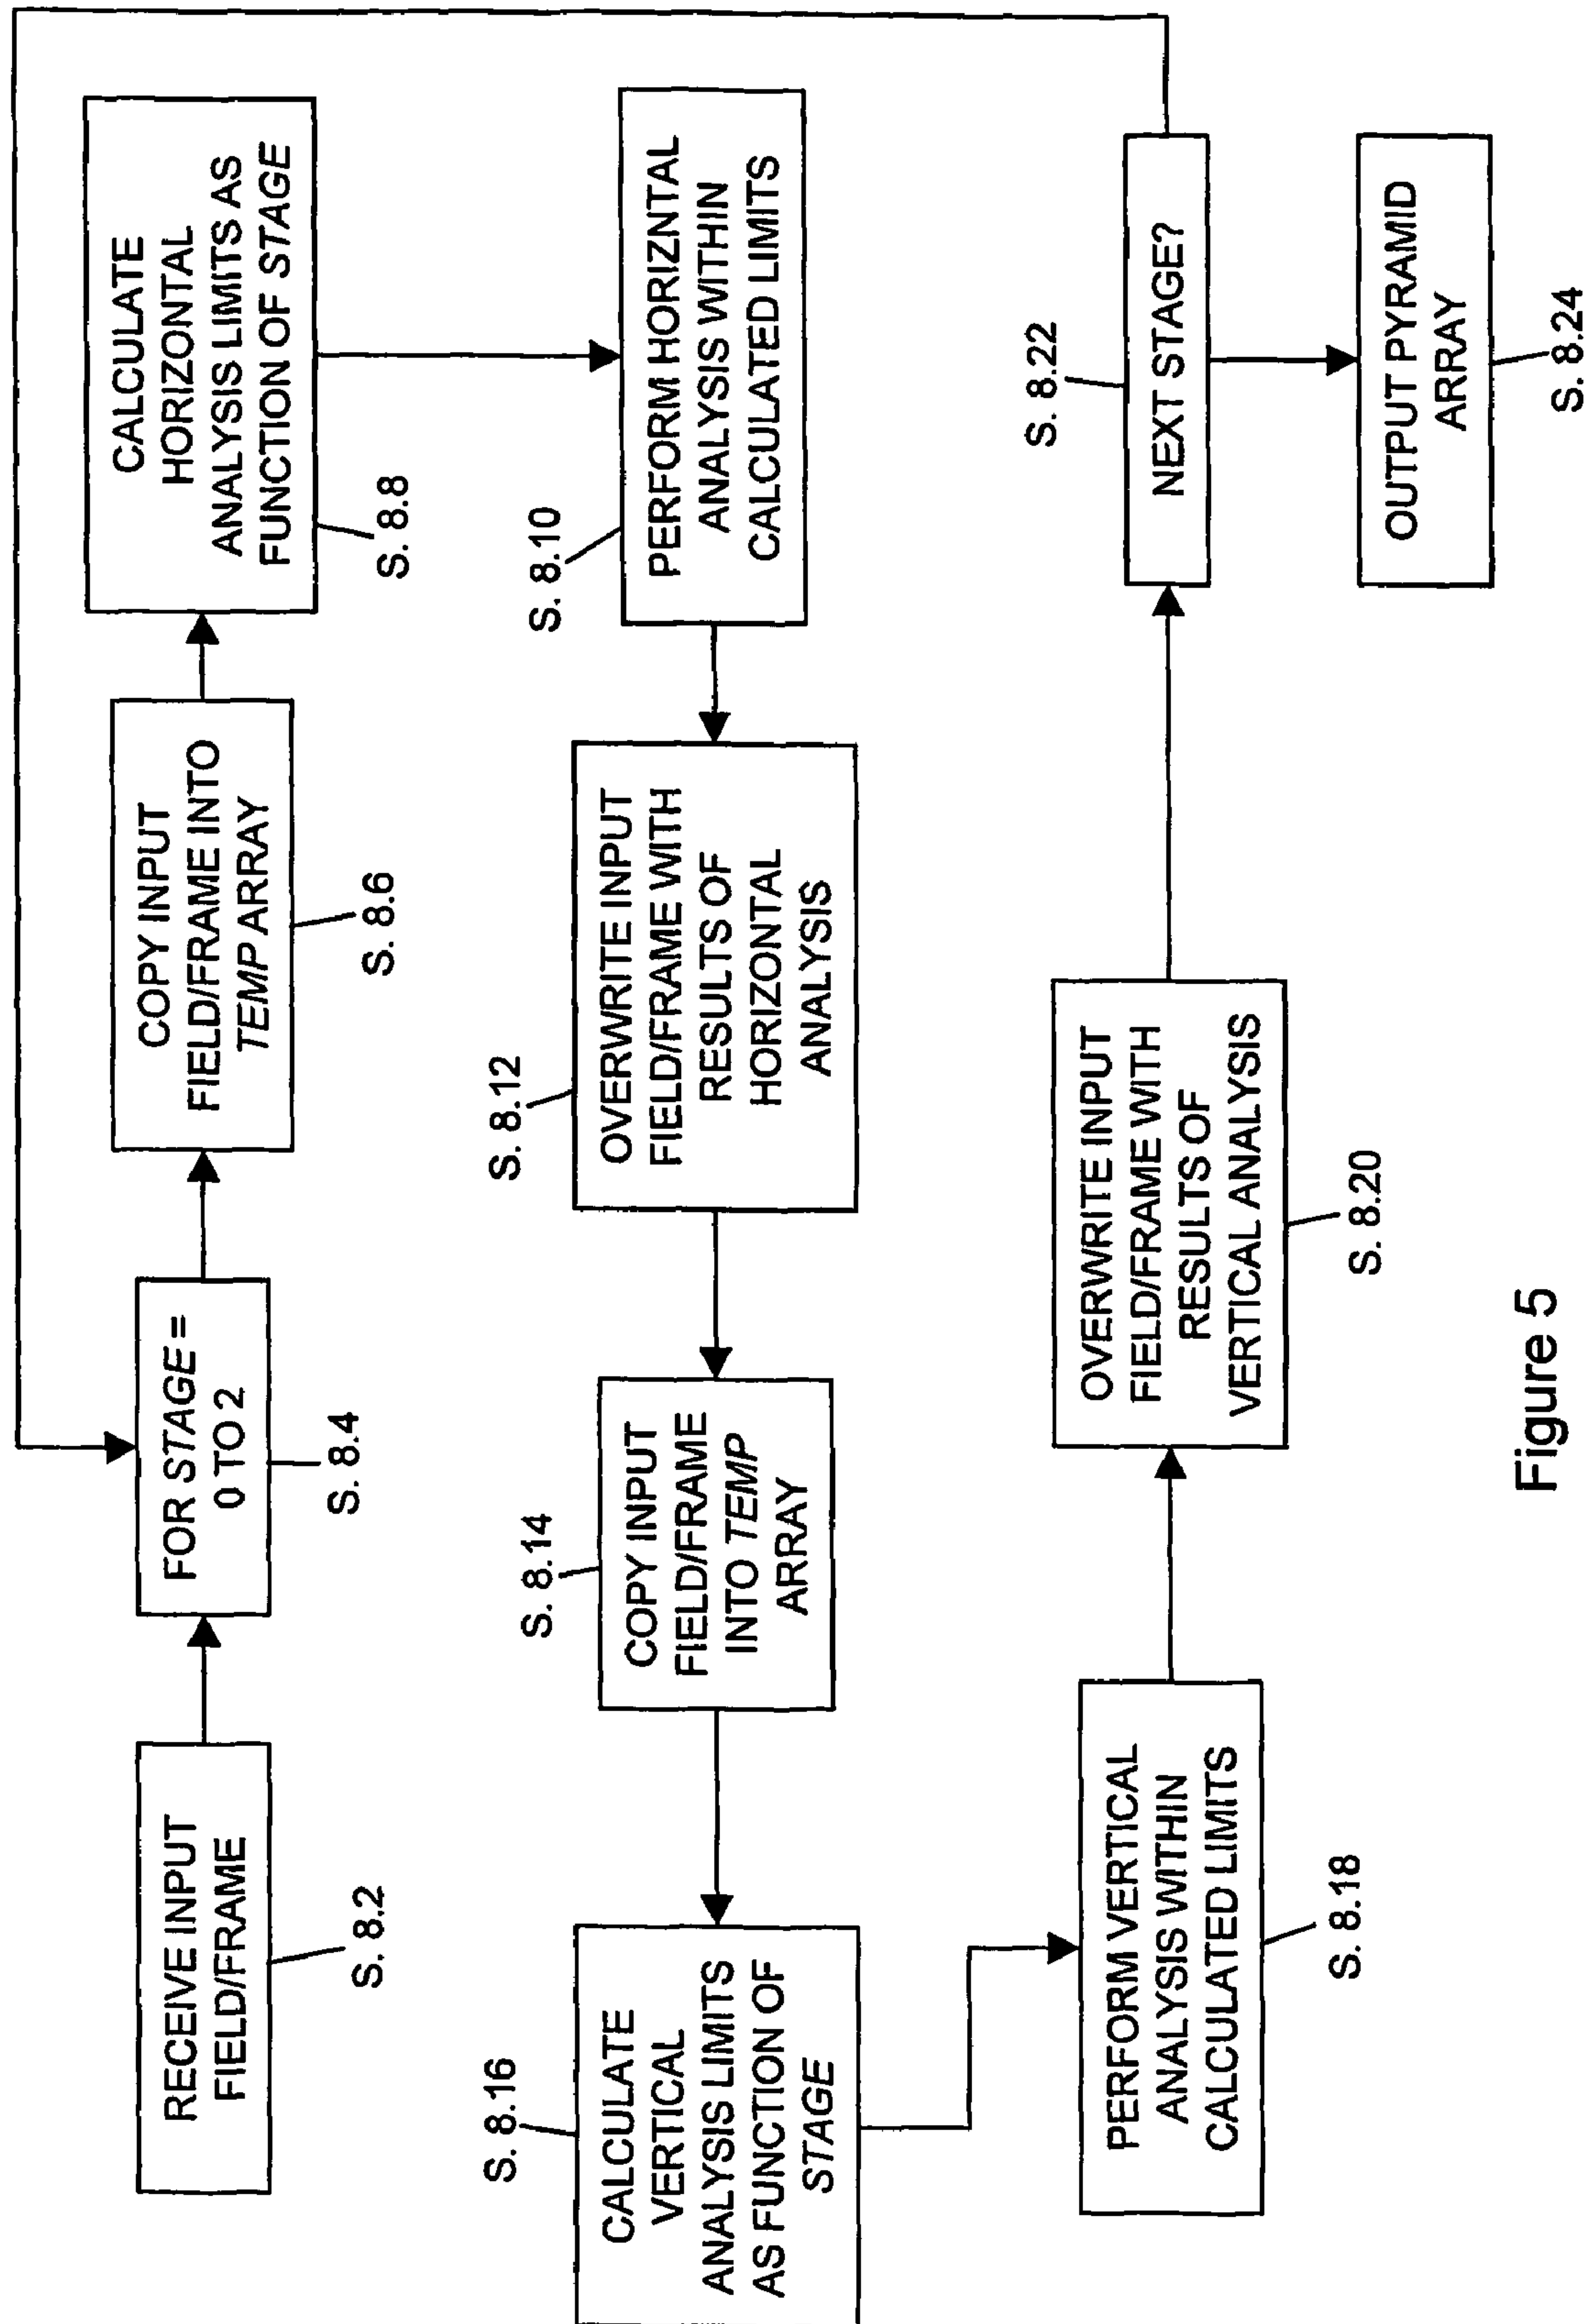 RECEIVE INPUT
FIELD/FRAME
S. 8.2
FOR STAGE =
0 TO 2
S. 8.4
COPY INPUT
FIELD/FRAME INTO
TEMP ARRAY
S. 8.6
CALCULATE
HORIZONTAL
ANALYSIS LIMITS AS
FUNCTION OF STAGE
S. 8.8
S. 8.10
PERFORM HORIZNTAL
ANALYSIS WITHIN
CALCULATED LIMITS
S. 8.12
OVERWRITE INPUT
FIELD/FRAME WITH
RESULTS OF
HORIZONTAL
ANALYSIS
S. 8.14
COPY INPUT
FIELD/FRAME
INTO TEMP
ARRAY
S. 8.16
CALCULATE
VERTICAL
ANALYSIS LIMITS
AS FUNCTION OF
STAGE
PERFORM VERTICAL
ANALYSIS WITHIN
CALCULATED LIMITS
S. 8.18
OVERWRITE INPUT
FIELD/FRAME WITH
RESULTS OF
VERTICAL ANALYSIS
S. 8.20
S. 8.22
NEXT STAGE?
OUTPUT PYRAMID
ARRAY
S. 8.24
Figure 5